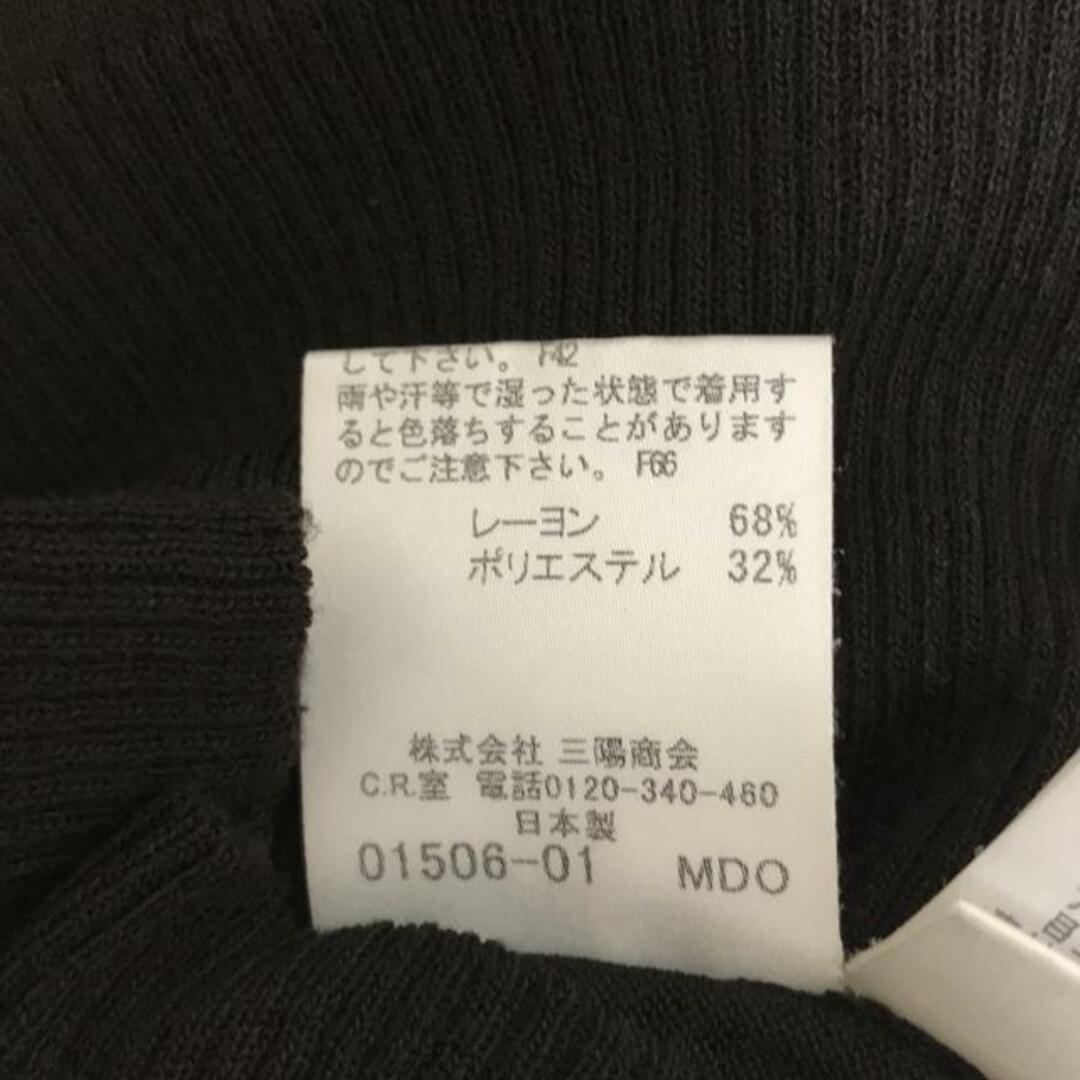 して下さい。 F42
雨や汗等で湿った状態で着用す
ると色落ちすることがあります
のでご注意下さい。 F66
レーヨン 68%
ポリエステル 32%
株式会社 三陽商会
C.R.室 電話0120-340-460
日本製
01506-01 MDO